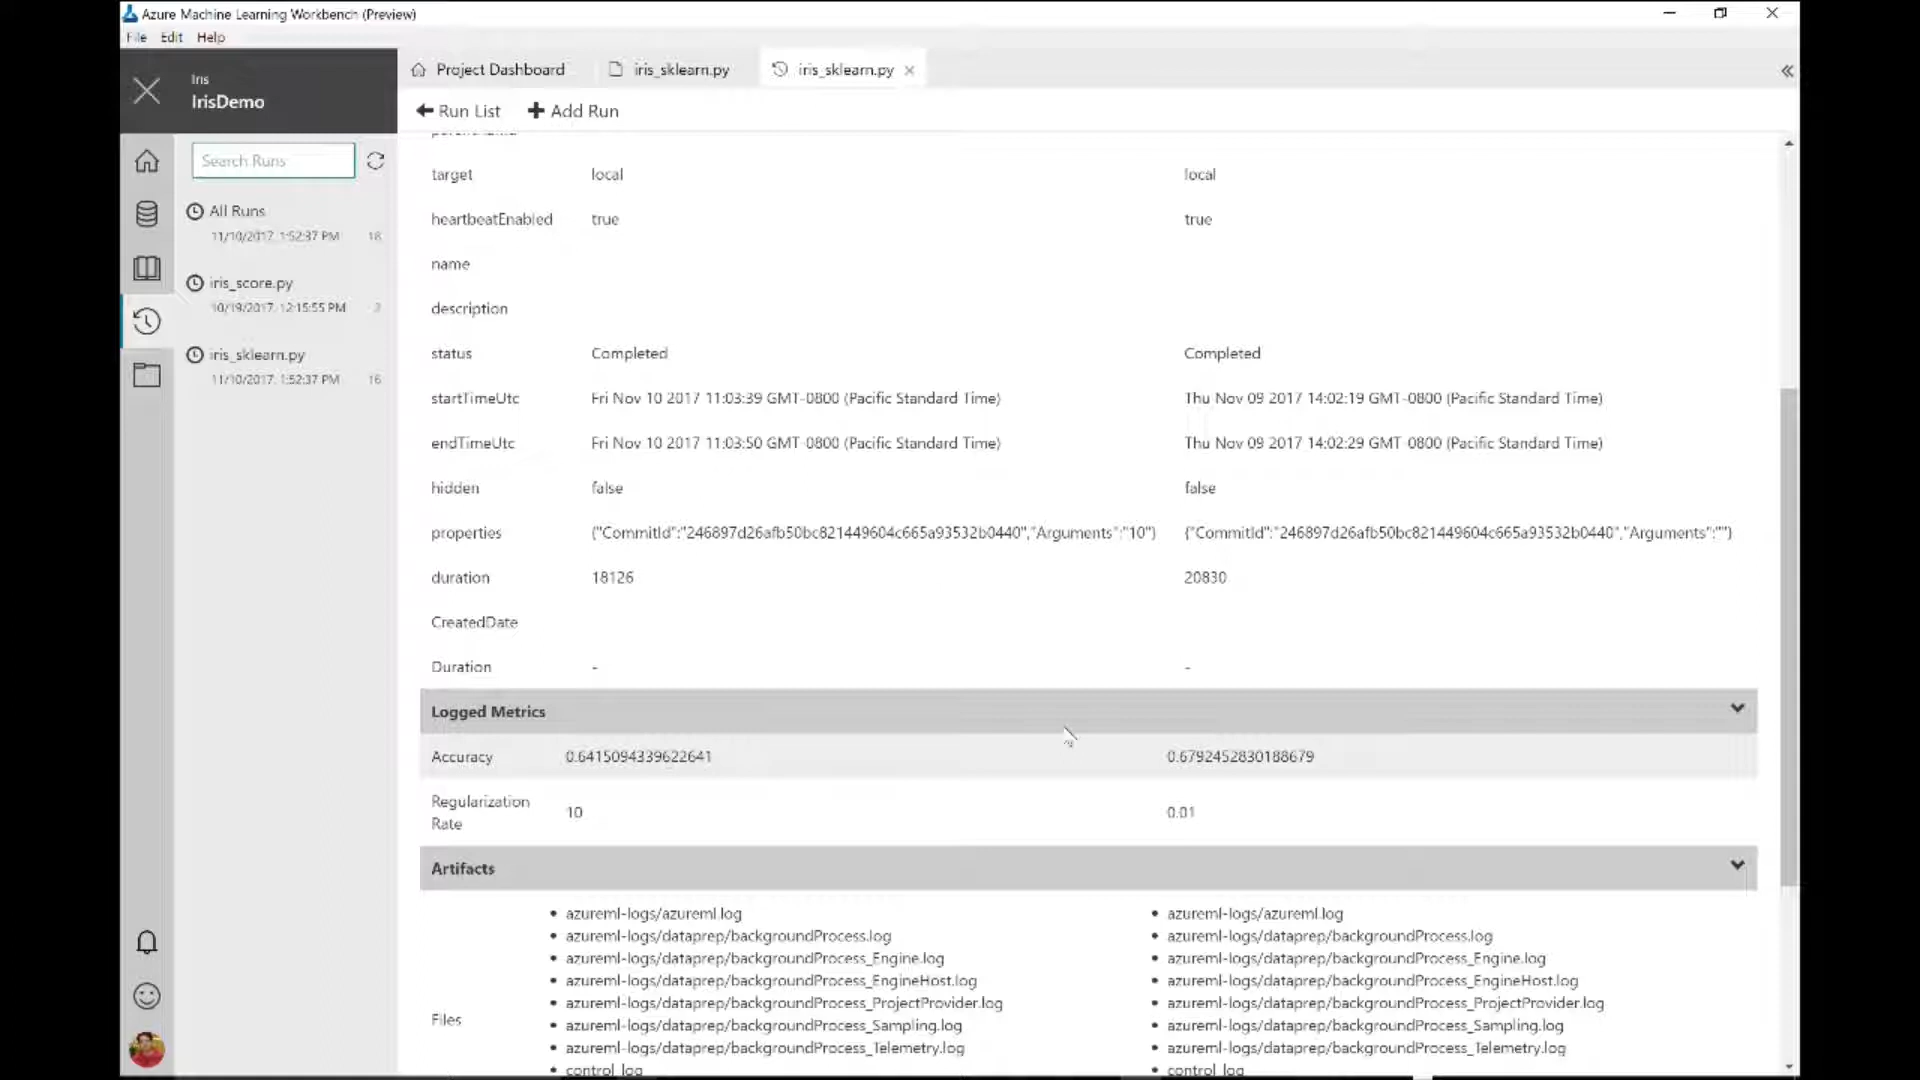 Azure Machine Learning Workbench (Preview)
File Edit Help
Iris
IrisDemo
Project Dashboard iris_sklearn.py iris_sklearn.py
Run List Add Run
Search Runs
All Runs
11/10/2017, 1:52:37 PM 18
iris_score.py
10/19/2017, 12:15:55 PM 2
iris_sklearn.py
11/10/2017, 1:52:37 PM 16
target local local
heartbeatEnabled true true
name
description
status Completed Completed
startTimeUtc Fri Nov 10 2017 11:03:39 GMT-0800 (Pacific Standard Time) Thu Nov 09 2017 14:02:19 GMT-0800 (Pacific Standard Time)
endTimeUtc Fri Nov 10 2017 11:03:50 GMT-0800 (Pacific Standard Time) Thu Nov 09 2017 14:02:29 GMT-0800 (Pacific Standard Time)
hidden false false
properties {"CommitId":"246897d26afb50bc821449604c665a93532b0440","Arguments":"10"} {"CommitId":"246897d26afb50bc821449604c665a93532b0440","Arguments":""}
duration 18126 20830
CreatedDate
Duration - -
Logged Metrics
Accuracy 0.6415094339622641 0.6792452830188679
Regularization
Rate 10 0.01
Artifacts
azureml-logs/azureml.log azureml-logs/azureml.log
azureml-logs/dataprep/backgroundProcess.log azureml-logs/dataprep/backgroundProcess.log
azureml-logs/dataprep/backgroundProcess_Engine.log azureml-logs/dataprep/backgroundProcess_Engine.log
azureml-logs/dataprep/backgroundProcess_EngineHost.log azureml-logs/dataprep/backgroundProcess_EngineHost.log
azureml-logs/dataprep/backgroundProcess_ProjectProvider.log azureml-logs/dataprep/backgroundProcess_ProjectProvider.log
Files
azureml-logs/dataprep/backgroundProcess_Sampling.log azureml-logs/dataprep/backgroundProcess_Sampling.log
azureml-logs/dataprep/backgroundProcess_Telemetry.log azureml-logs/dataprep/backgroundProcess_Telemetry.log
control_log control_log